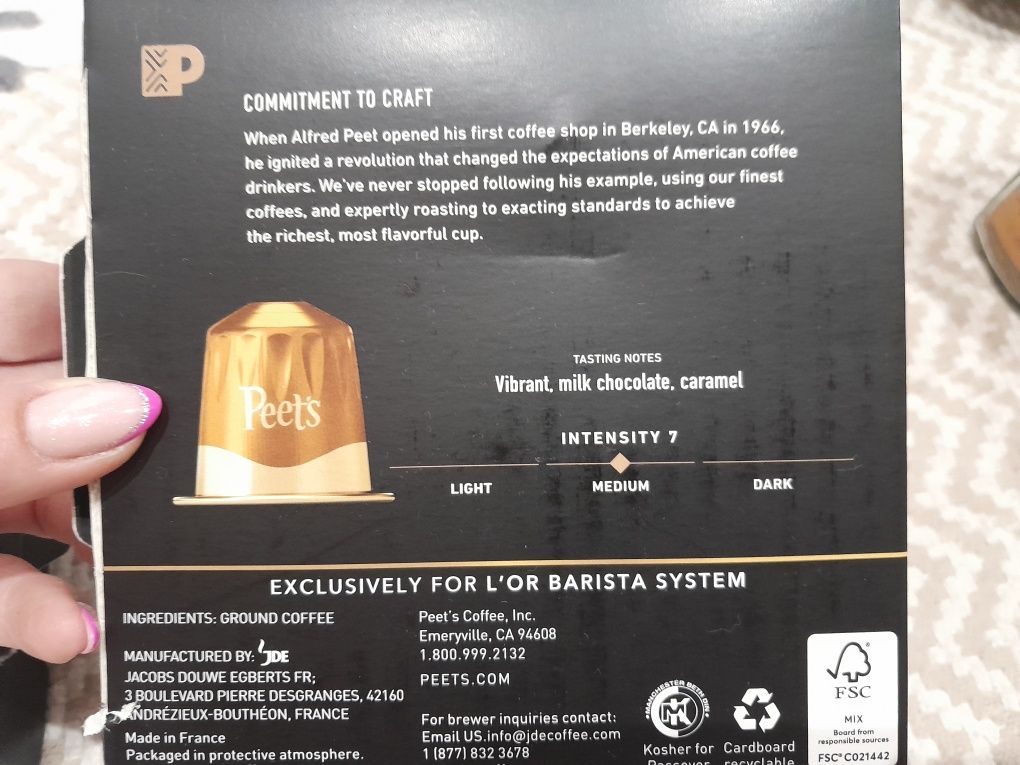 P
COMMITMENT TO CRAFT
When Alfred Peet opened his first coffee shop in Berkeley, CA in 1966,
he ignited a revolution that changed the expectations of American coffee
drinkers. We've never stopped following his example, using our finest
coffees, and expertly roasting to exacting standards to achieve
the richest, most flavorful cup.
Peet's
TASTING NOTES
Vibrant, milk chocolate, caramel
INTENSITY 7
LIGHT
MEDIUM
DARK
EXCLUSIVELY FOR L'OR BARISTA SYSTEM
INGREDIENTS: GROUND COFFEE
MANUFACTURED BY: JDE
JACOBS DOUWE EGBERTS FR;
3 BOULEVARD PIERRE DESGRANGES, 42160
ANDRÉZIEUX-BOUTHÉON, FRANCE
Made in France
Packaged in protective atmosphere.
Peet's Coffee, Inc.
Emeryville, CA 94608
1.800.999.2132
PEETS.COM
For brewer inquiries contact:
Email US.info@jdecoffee.com
1 (877) 832 3678
MANCHESTER BETH DIN
MK
Kosher for
Passover
Cardboard
recyclable
FSC
MIX
Board from
responsible sources
FSC® C021442